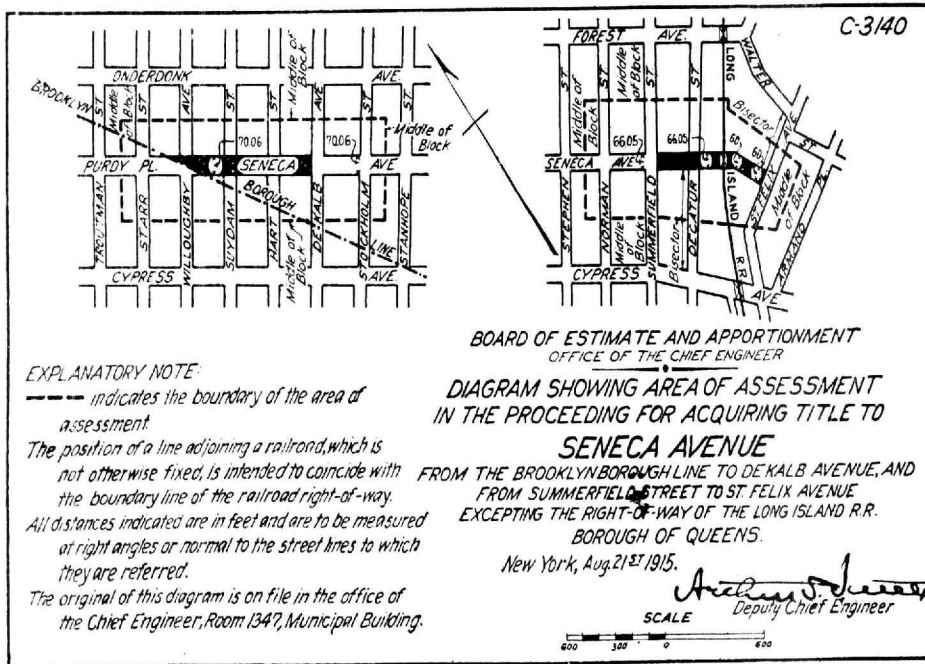 C-3140
ONDERDONK AVE.
BROOKLYN
Middle of Block
Middle of Block
Middle of Block
70.06
70.06
PURDY PL.
SENECA AVE
BOROUGH LINE
TROUTMAN ST
STARR ST
WILLOUGHBY AVE
SUYDAM ST
HART ST
DE KALB AVE
STOCKHOLM ST
STANHOPE ST
Middle of Block
CYPRESS AVE.
FOREST AVE.
LONG ISLAND R.R.
WALTER
Middle of Block
Middle of Block
Bisector
66.05
66.05
60
60
SENECA AVE.
STEPHEN ST
NORMAN ST
SUMMERFIELD ST
DECATUR ST
ST. FELIX AVE
Middle of Block
Middle of Block
Bisector
CYPRESS AVE
EXPLANATORY NOTE:
indicates the boundary of the area of
assessment.
The position of a line adjoining a railroad, which is
not otherwise fixed, is intended to coincide with
the boundary line of the railroad right-of-way.
All distances indicated are in feet and are to be measured
at right angles or normal to the street lines to which
they are referred.
The original of this diagram is on file in the office of
the Chief Engineer, Room 1347, Municipal Building.
BOARD OF ESTIMATE AND APPORTIONMENT
OFFICE OF THE CHIEF ENGINEER
DIAGRAM SHOWING AREA OF ASSESSMENT
IN THE PROCEEDING FOR ACQUIRING TITLE TO
SENECA AVENUE
FROM THE BROOKLYN BOROUGH LINE TO DEKALB AVENUE, AND
FROM SUMMERFIELD STREET TO ST. FELIX AVENUE
EXCEPTING THE RIGHT-OF-WAY OF THE LONG ISLAND R.R.
BOROUGH OF QUEENS.
New York, Aug. 21ST 1915.
Deputy Chief Engineer
SCALE
600 300 0 600